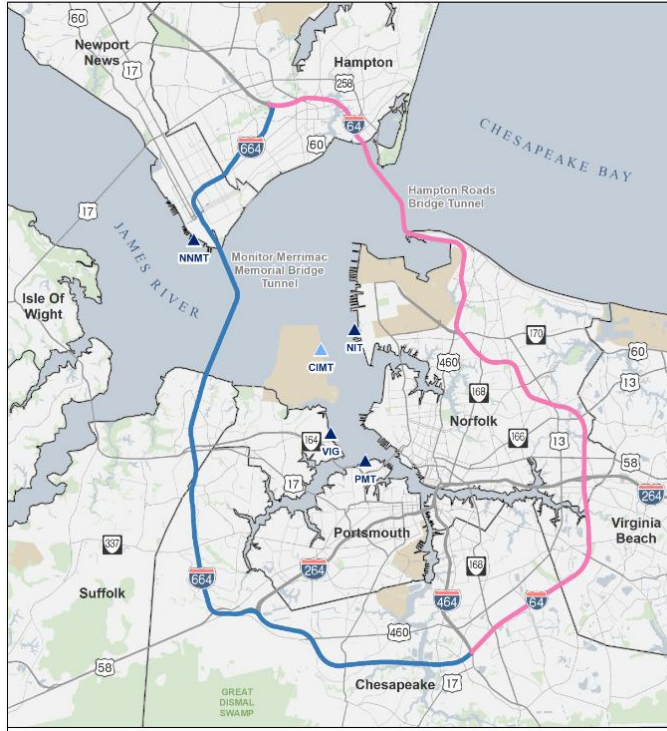 60
Newport
News
17
Hampton
258
64
664
60
CHESAPEAKE BAY
Hampton Roads
Bridge Tunnel
17
JAMES RIVER
NNMT
Monitor Merrimac
Memorial Bridge
Tunnel
Isle Of
Wight
NIT
CIMT
170
60
460
13
168
Norfolk
164
VIG
166
13
58
17
PMT
264
Virginia
Beach
Portsmouth
337
168
264
664
464
64
Suffolk
460
58
Chesapeake
17
GREAT
DISMAL
SWAMP